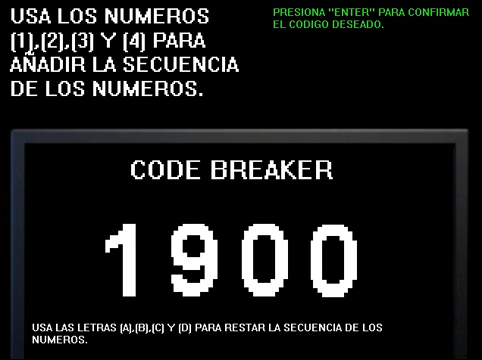 USA LOS NUMEROS
(1),(2),(3) Y (4) PARA
AÑADIR LA SECUENCIA
DE LOS NUMEROS.
PRESIONA "ENTER" PARA CONFIRMAR
EL CODIGO DESEADO.
CODE BREAKER
1900
USA LAS LETRAS (A),(B),(C) Y (D) PARA RESTAR LA SECUENCIA DE LOS
NUMEROS.